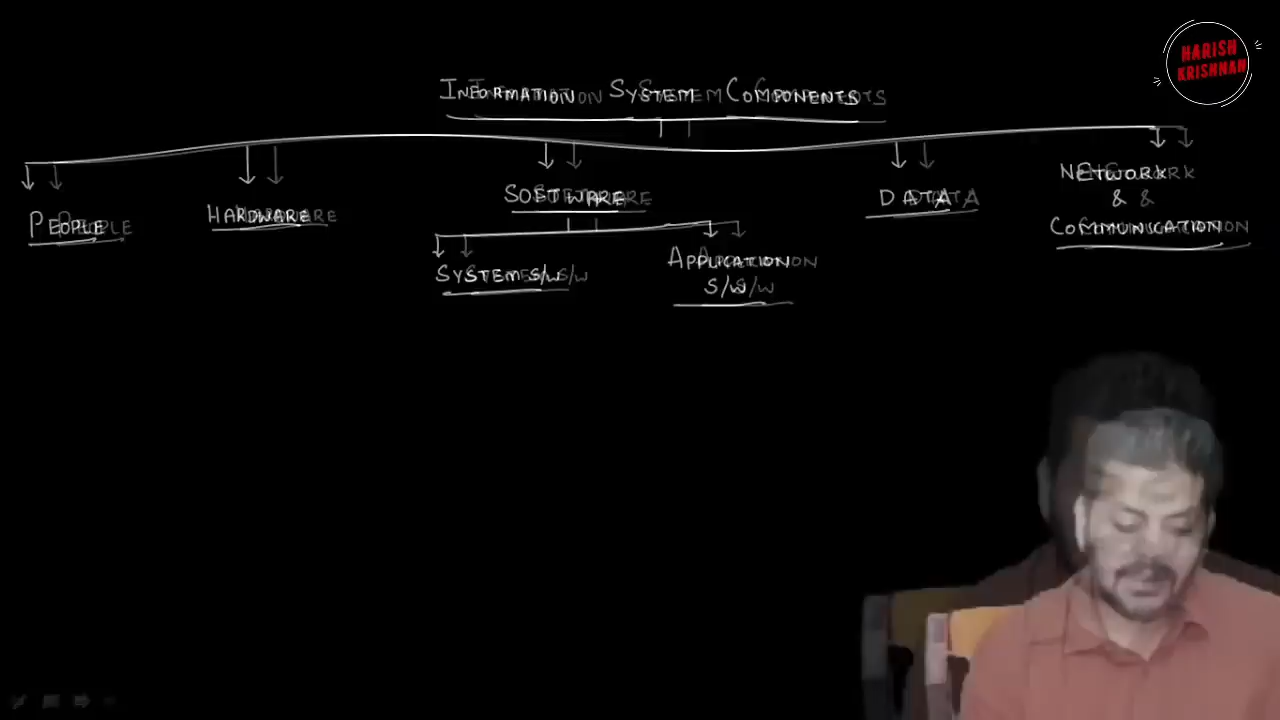 HARISH
KRISHNAN
INFORMATION SYSTEM COMPONENTS
PEOPLE
HARDWARE
SOFTWARE
DATA
NETWORK
&
COMMUNICATION
SYSTEM S/W
APPLICATION
S/W